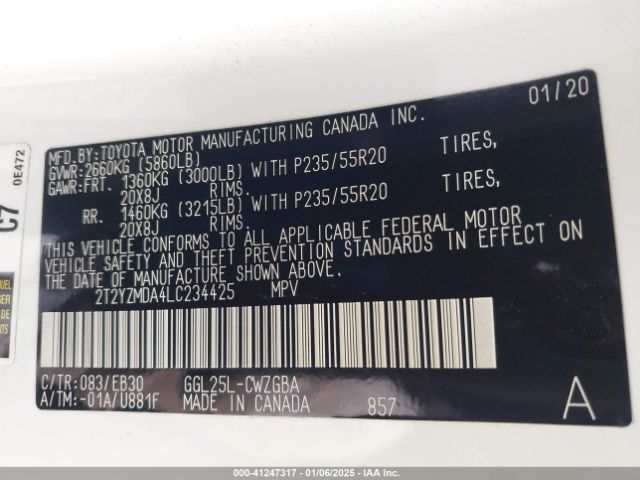 01/20
MFD.BY:TOYOTA MOTOR MANUFACTURING CANADA INC.
GVWR:2660KG (5860LB)
GAWR:FRT. 1360KG (3000LB) WITH P235/55R20 TIRES,
20X8J RIMS.
RR. 1460KG (3215LB) WITH P235/55R20 TIRES,
20X8J RIMS.
THIS VEHICLE CONFORMS TO ALL APPLICABLE FEDERAL MOTOR
VEHICLE SAFETY AND THEFT PREVENTION STANDARDS IN EFFECT ON
THE DATE OF MANUFACTURE SHOWN ABOVE.
2T2YZMDA4LC234425 MPV
C/TR:083/EB30 GGL25L-CWZGBA
A/TM:-01A/U881F MADE IN CANADA 857 A
C7
0E472
000-41247317 - 01/06/2025 - IAA, Inc.